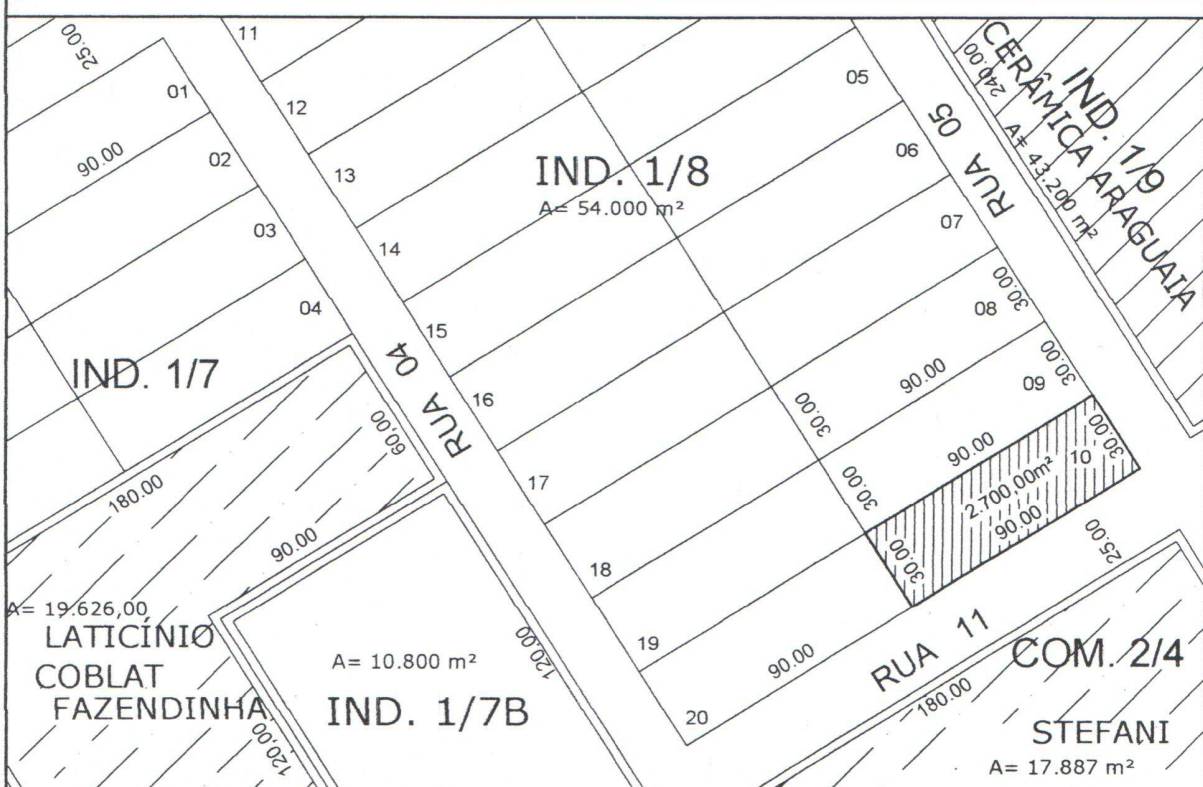 25.00
11
01
12
02
90.00
13
03
14
04
15
RUA 04
16
17
18
19
20
IND. 1/7
60,00
180.00
90.00
A= 19.626,00
LATICÍNIO
COBLAT
FAZENDINHA
120,00
A= 10.800 m²
IND. 1/7B
120,00
IND. 1/8
A= 54.000 m²
05
06
07
30.00
08
30.00
90.00
09
30.00
30.00
90.00
10
30.00
2.700.00m²
90.00
30.00
90.00
RUA 05
240.00
IND. 1/9
CERÂMICA ARAGUAIA
A= 43.200 m²
25.00
RUA 11
180.00
COM. 2/4
STEFANI
A= 17.887 m²